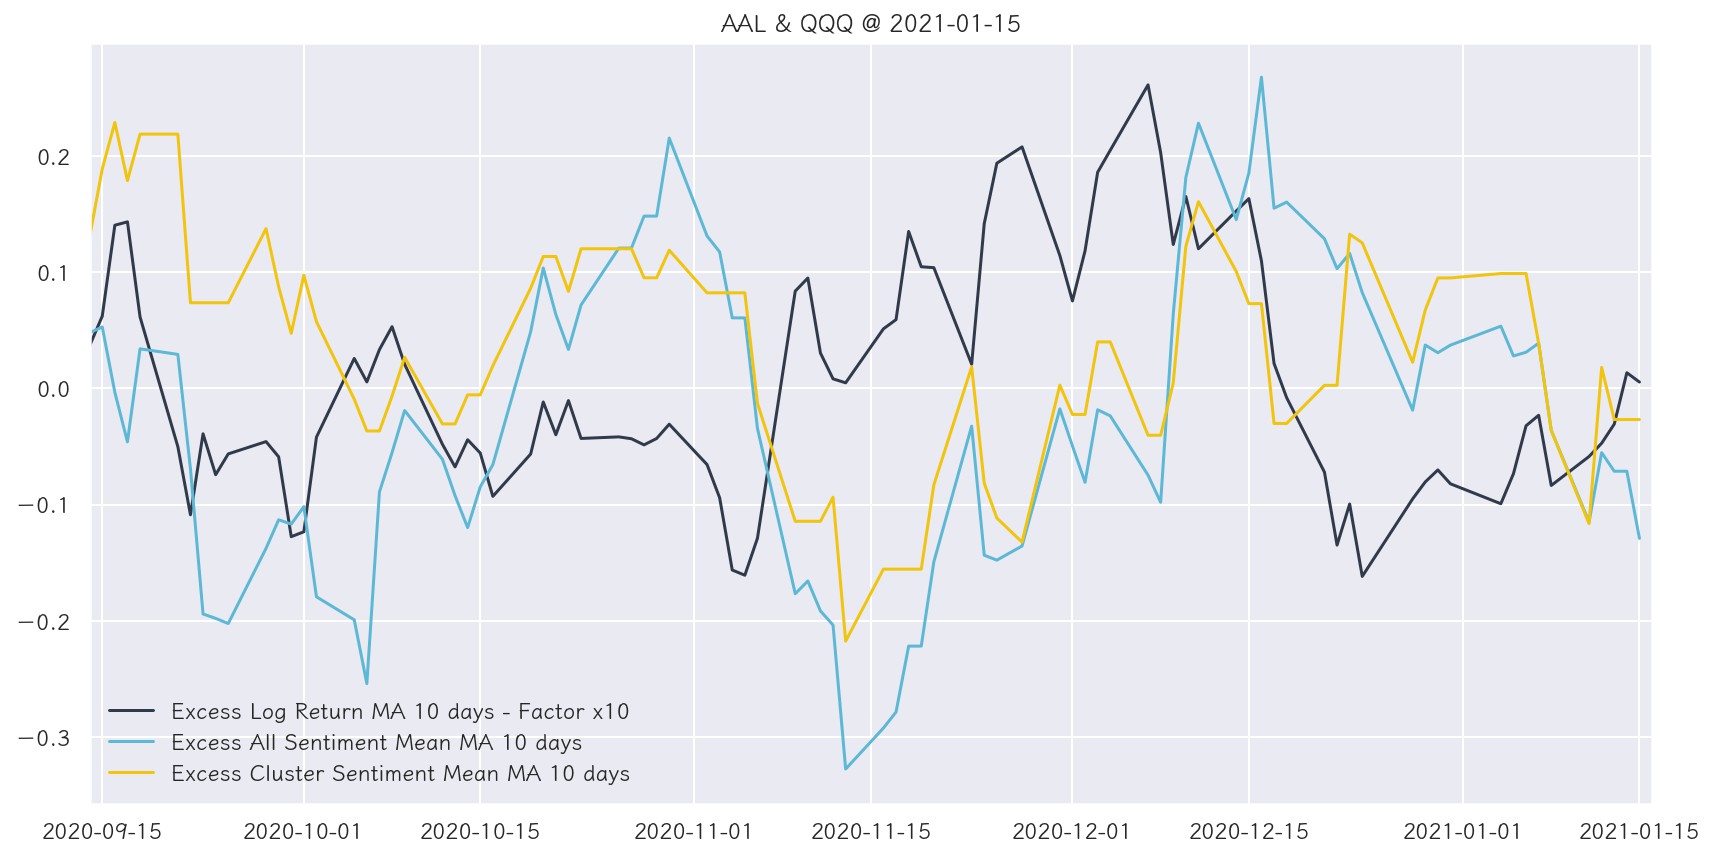 AAL & QQQ @ 2021-01-15
0.2
0.1
0.0
−0.1
−0.2
−0.3
Excess Log Return MA 10 days - Factor x10
Excess All Sentiment Mean MA 10 days
Excess Cluster Sentiment Mean MA 10 days
2020-09-15 2020-10-01 2020-10-15 2020-11-01 2020-11-15 2020-12-01 2020-12-15 2021-01-01 2021-01-15